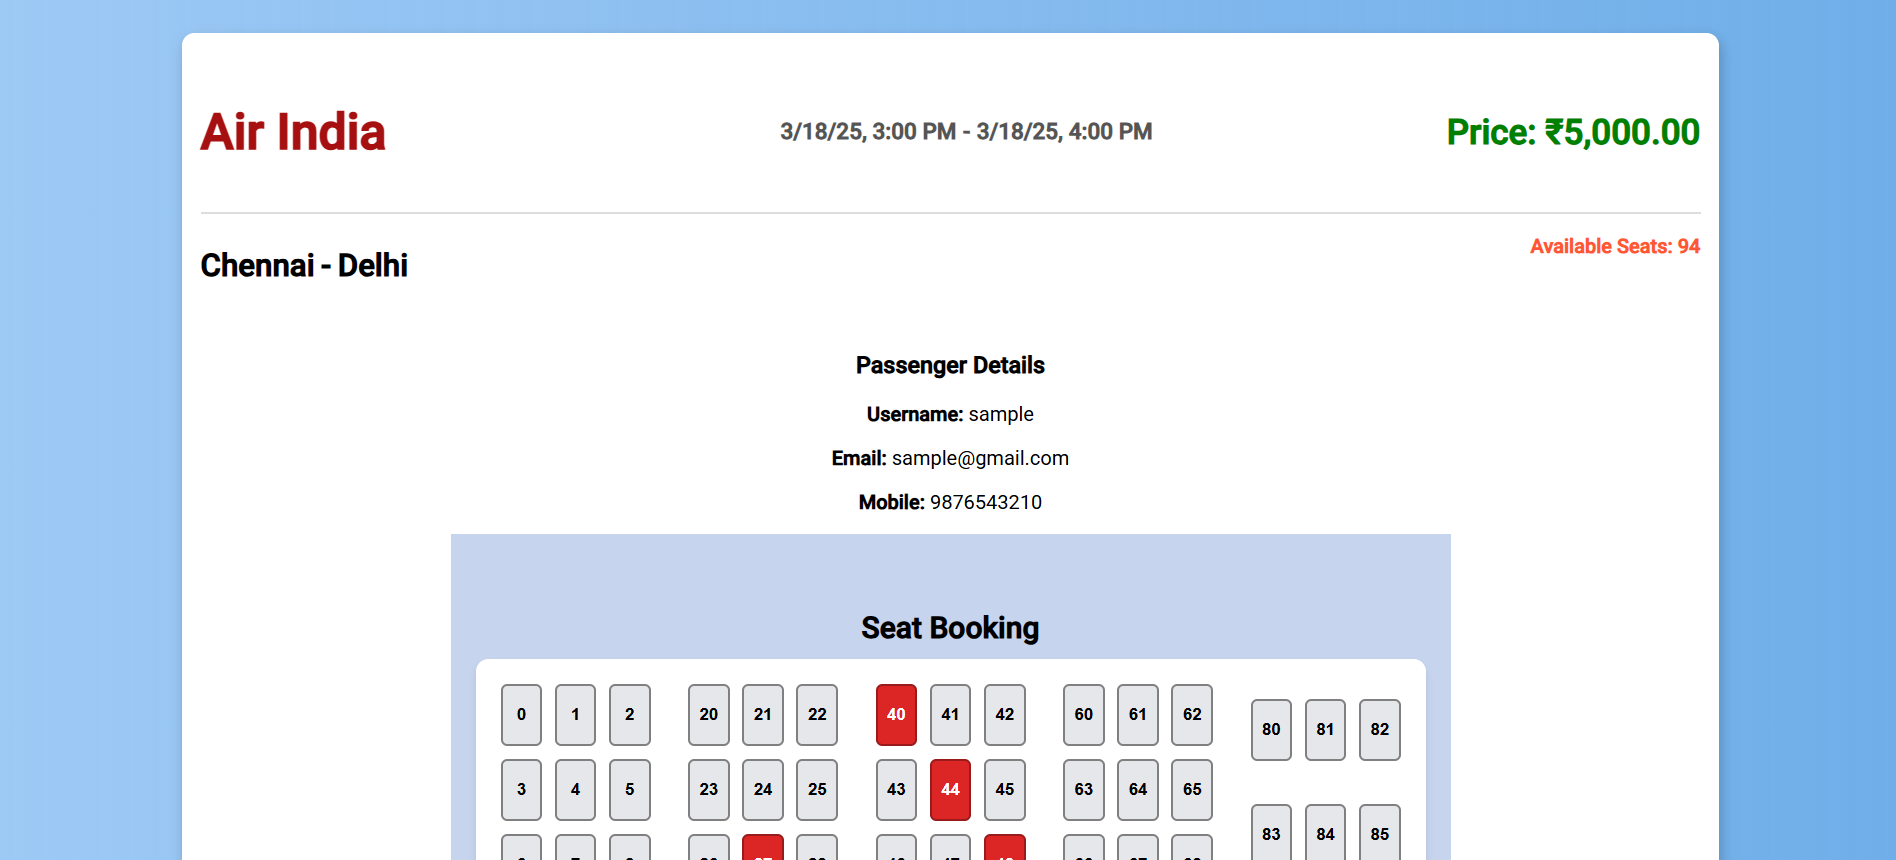 Air India
3/18/25, 3:00 PM - 3/18/25, 4:00 PM
Price: ₹5,000.00
Chennai - Delhi
Available Seats: 94
Passenger Details
Username: sample
Email: sample@gmail.com
Mobile: 9876543210
Seat Booking
0 1 2 20 21 22 40 41 42 60 61 62
80 81 82
3 4 5 23 24 25 43 44 45 63 64 65
83 84 85